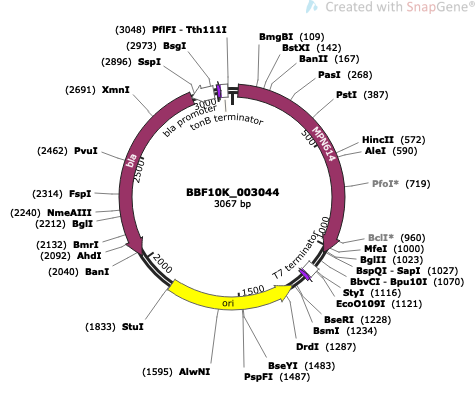 Created with SnapGene®
(3048) PflFI - Tth111I
(2973) BsgI
(2896) SspI
(2691) XmnI
(2462) PvuI
(2314) FspI
(2240) NmeAIII
(2212) BglI
(2132) BmrI
(2092) AhdI
(2040) BanI
(1833) StuI
(1595) AlwNI
BmgBI (109)
BstXI (142)
BanII (167)
PasI (268)
PstI (387)
HincII (572)
AleI (590)
PfoI* (719)
BclI* (960)
MfeI (1000)
BglII (1023)
BspQI - SapI (1027)
BbvCI - Bpu10I (1070)
StyI (1116)
EcoO109I (1121)
BseRI (1228)
BsmI (1234)
DrdI (1287)
BseYI (1483)
PspFI (1487)
bla promoter
tonB terminator
MPN614
bla
T7 terminator
ori
500
1000
1500
2000
2500
3000
BBF10K_003044
3067 bp